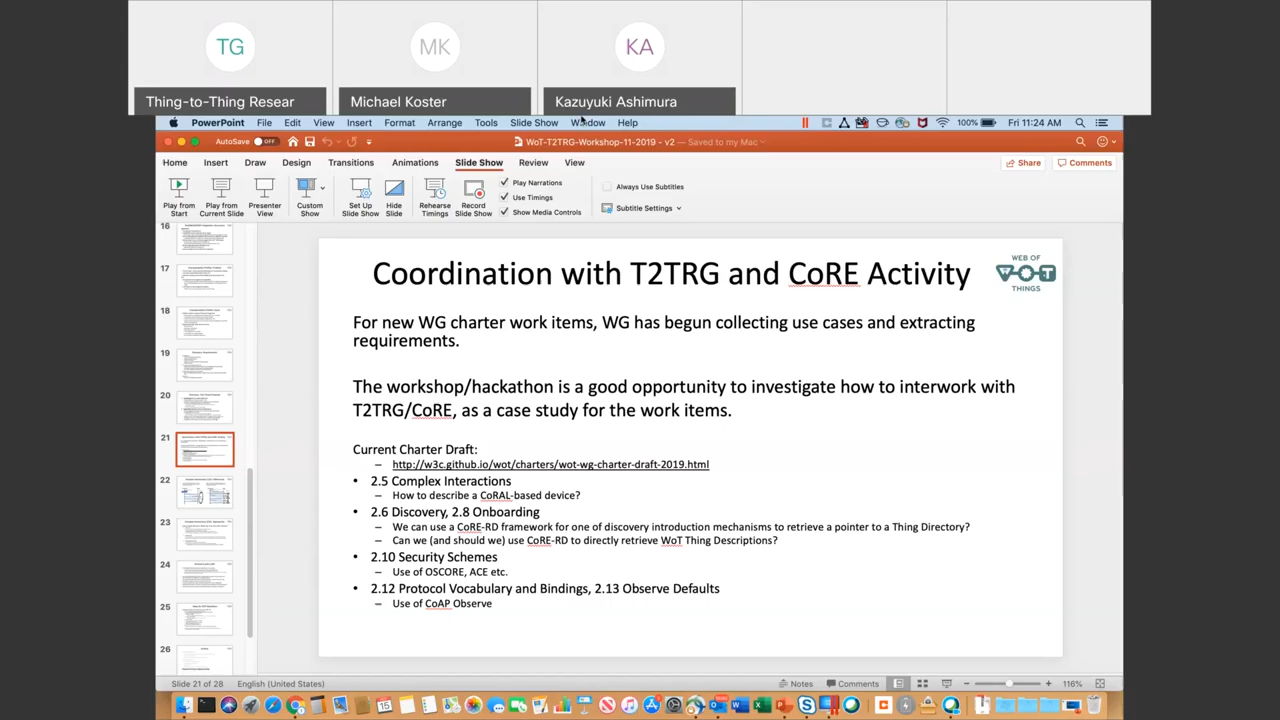 TG MK KA
Thing-to-Thing Resear Michael Koster Kazuyuki Ashimura
PowerPoint File Edit View Insert Format Arrange Tools Slide Show Window Help 100% Fri 11:24 AM
AutoSave OFF WoT-T2TRG-Workshop-11-2019 - v2 — Saved to my Mac
Home Insert Draw Design Transitions Animations Slide Show Review View Share Comments
Play from Start
Play from Current Slide
Presenter View
Custom Show
Set Up Slide Show
Hide Slide
Rehearse Timings
Record Slide Show
Play Narrations
Use Timings
Show Media Controls
Always Use Subtitles
Subtitle Settings
16
17
18
19
20
21
22
23
24
25
26
Coordination with T2TRG and CoRE Activity
WEB OF
WOT
THINGS
For new WG charter work items, WoT has begun collecting use cases and extracting
requirements.
The workshop/hackathon is a good opportunity to investigate how to interwork with
T2TRG/CoRE, as a case study for the work items.
Current Charter Draft:
– http://w3c.github.io/wot/charters/wot-wg-charter-draft-2019.html
• 2.5 Complex Interactions
– How to describe a CoRAL-based device?
• 2.6 Discovery, 2.8 Onboarding
– We can use a CoRE-RD framework for one of discovery introduction mechanisms to retrieve a pointer to a Thing Directory?
– Can we (and should we) use CoRE-RD to directly retrieve WoT Thing Descriptions?
• 2.10 Security Schemes
– Use of OSCORE, ACE etc.
• 2.12 Protocol Vocabulary and Bindings, 2.13 Observe Defaults
– Use of CoAP Observe
Slide 21 of 28 English (United States) Notes Comments 116%
15